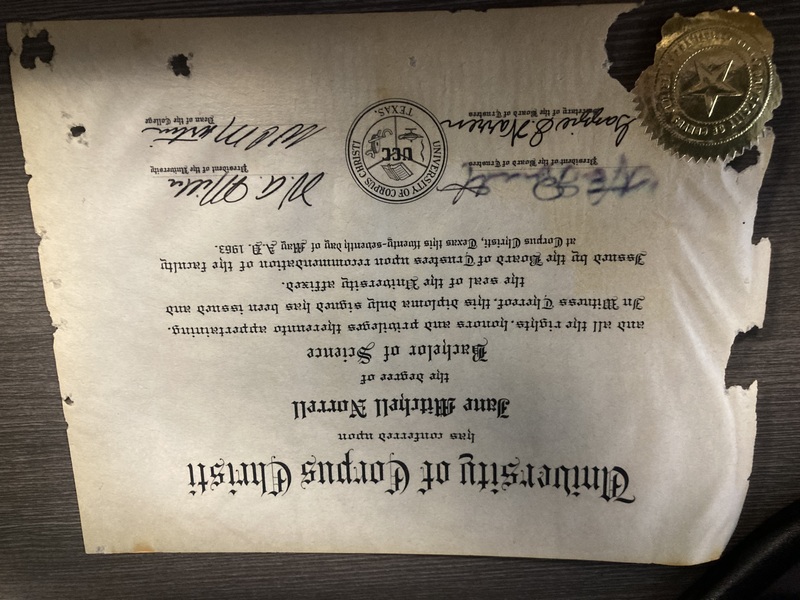 University of Corpus Christi
has conferred upon
Jane Mitchell Norrell
the degree of
Bachelor of Science
and all the rights, honors and privileges thereunto appertaining.
In Witness Thereof, this diploma duly signed has been issued and
the seal of the University affixed.
Issued by the Board of Trustees upon recommendation of the faculty
at Corpus Christi, Texas this twenty-seventh day of May A. D. 1963.
President of the Board of Trustees
Secretary of the Board of Trustees
UNIVERSITY OF CORPUS CHRISTI
UCC
TEXAS.
President of the University
W. A. Miller
Dean of the College